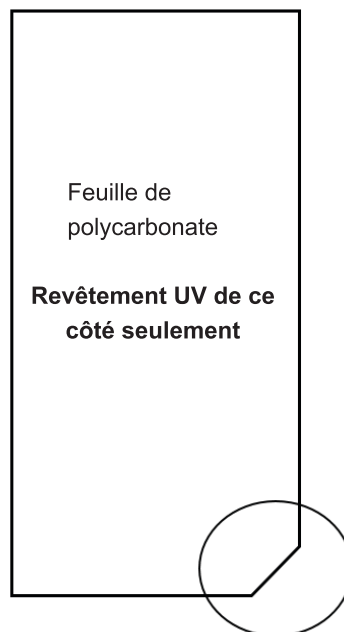 Feuille de
polycarbonate
Revêtement UV de ce
côté seulement